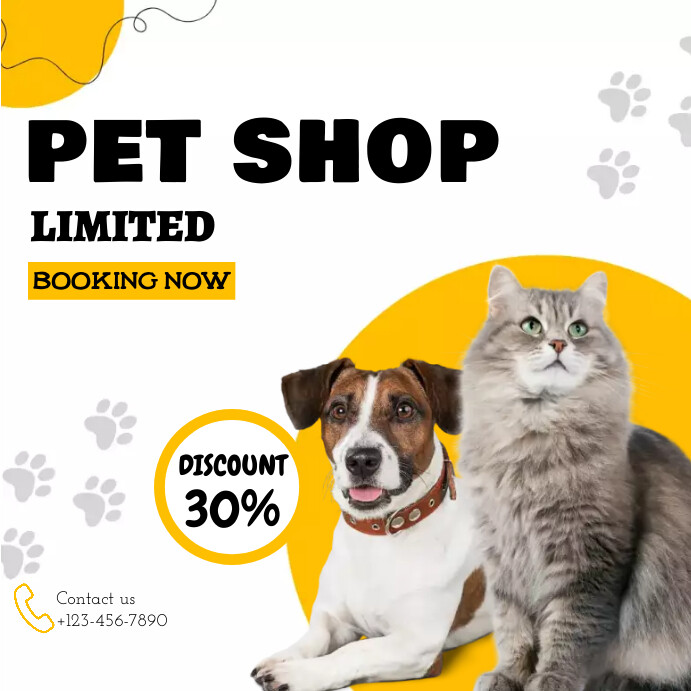 PET SHOP
LIMITED
BOOKING NOW
DISCOUNT
30%
Contact us
+123-456-7890